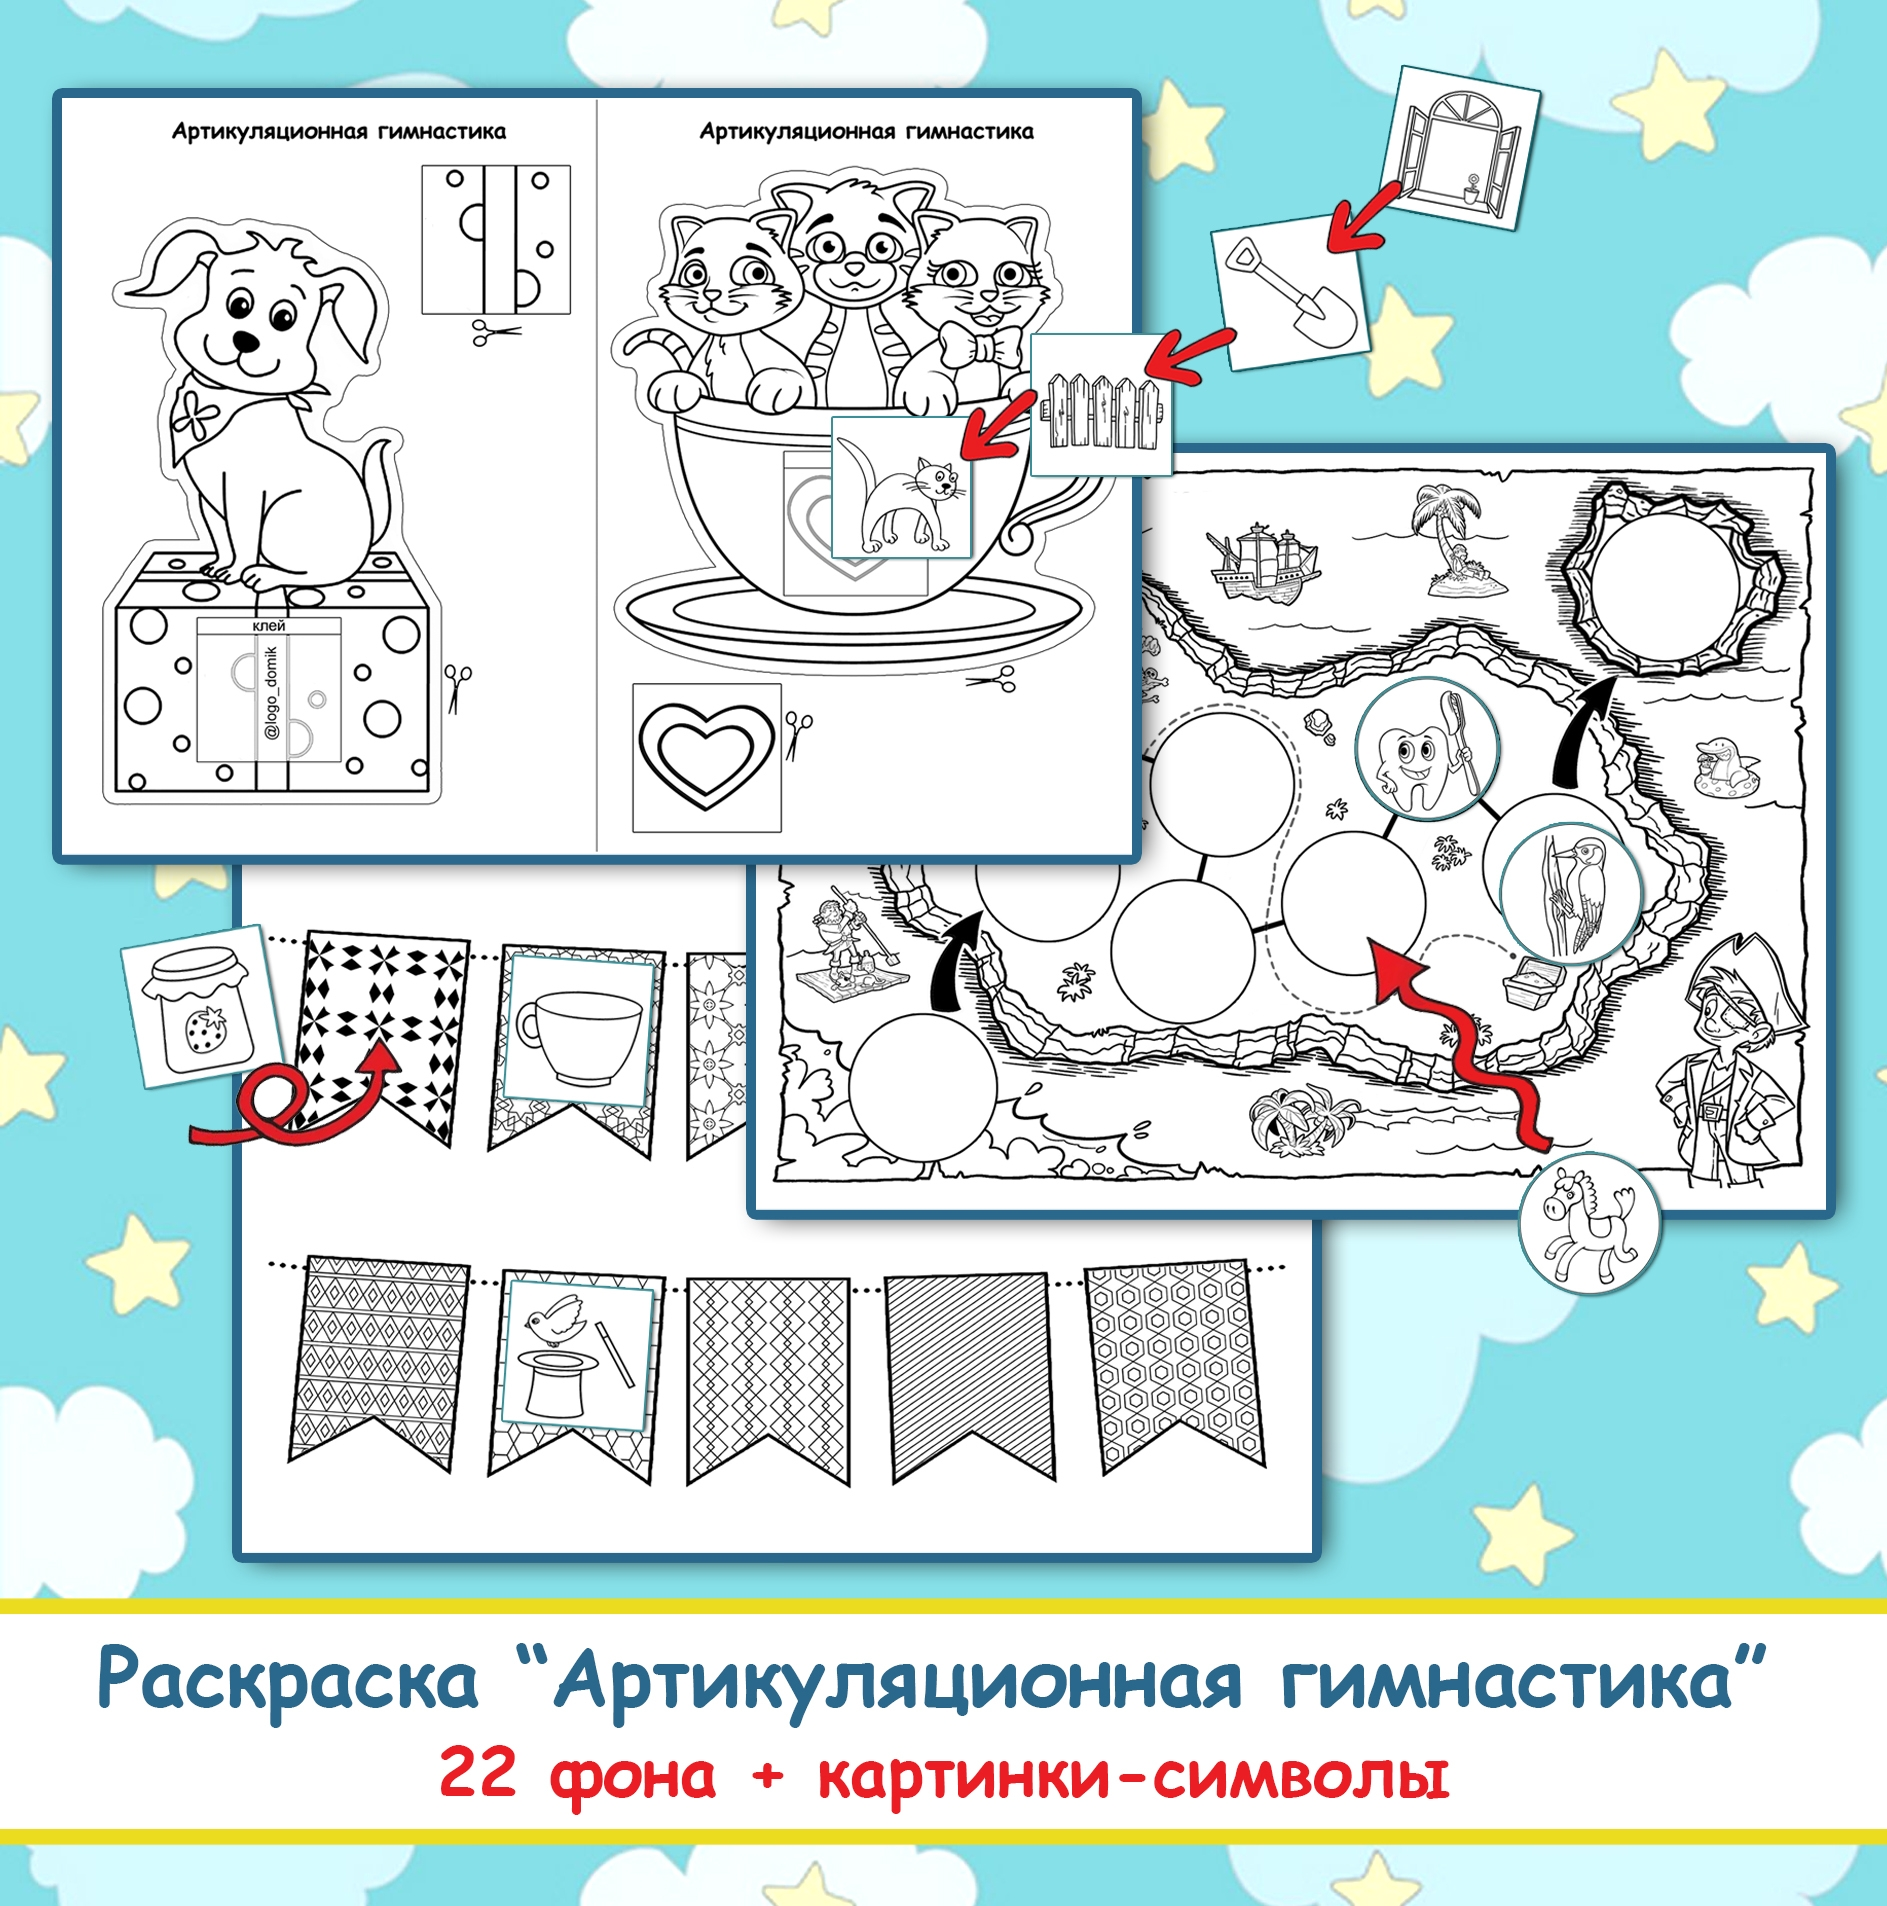 Артикуляционная гимнастика
Артикуляционная гимнастика
клей
@logo_domik
Раскраска “Артикуляционная гимнастика”
22 фона + картинки-символы